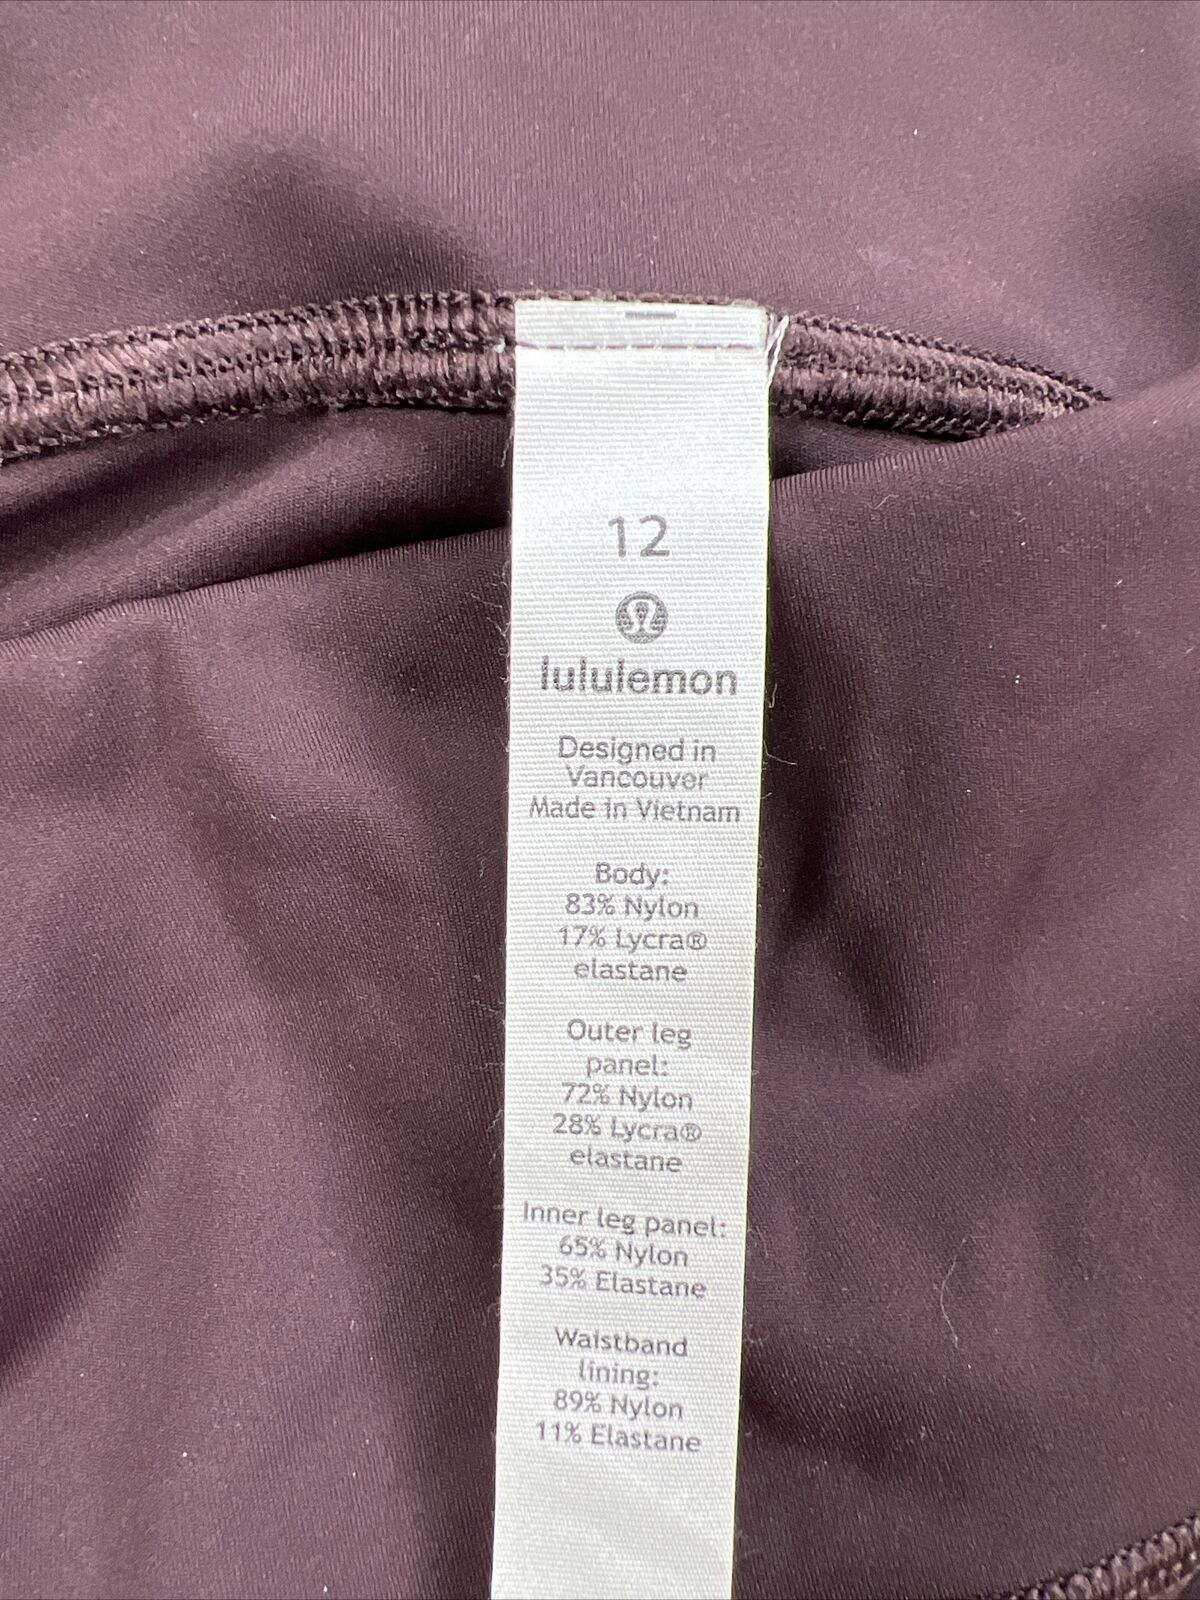 12
lululemon
Designed in
Vancouver
Made in Vietnam
Body:
83% Nylon
17% Lycra®
elastane
Outer leg
panel:
72% Nylon
28% Lycra®
elastane
Inner leg panel:
65% Nylon
35% Elastane
Waistband
lining:
89% Nylon
11% Elastane